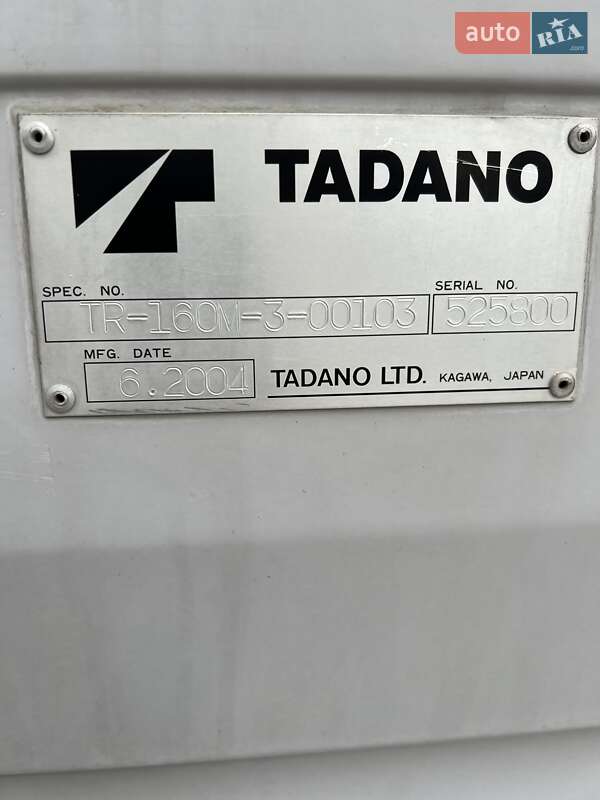 auto RIA.com
TADANO
SPEC. NO.
SERIAL NO.
TR-160M-3-00103
525800
MFG. DATE
6.2004
TADANO LTD. KAGAWA, JAPAN